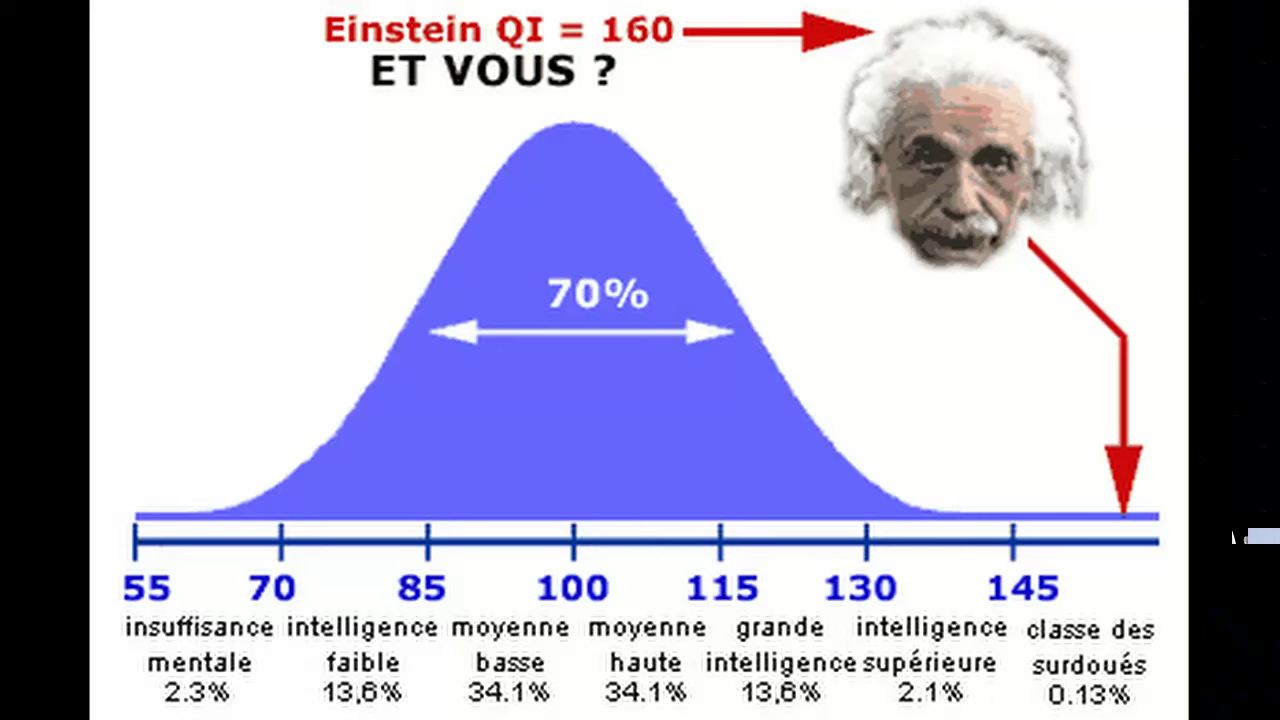 Einstein QI = 160
ET VOUS ?
70%
55 70 85 100 115 130 145
insuffisance intelligence moyenne moyenne grande intelligence classe des
mentale faible basse haute intelligence supérieure surdoués
2.3% 13,6% 34.1% 34.1% 13,6% 2.1% 0.13%